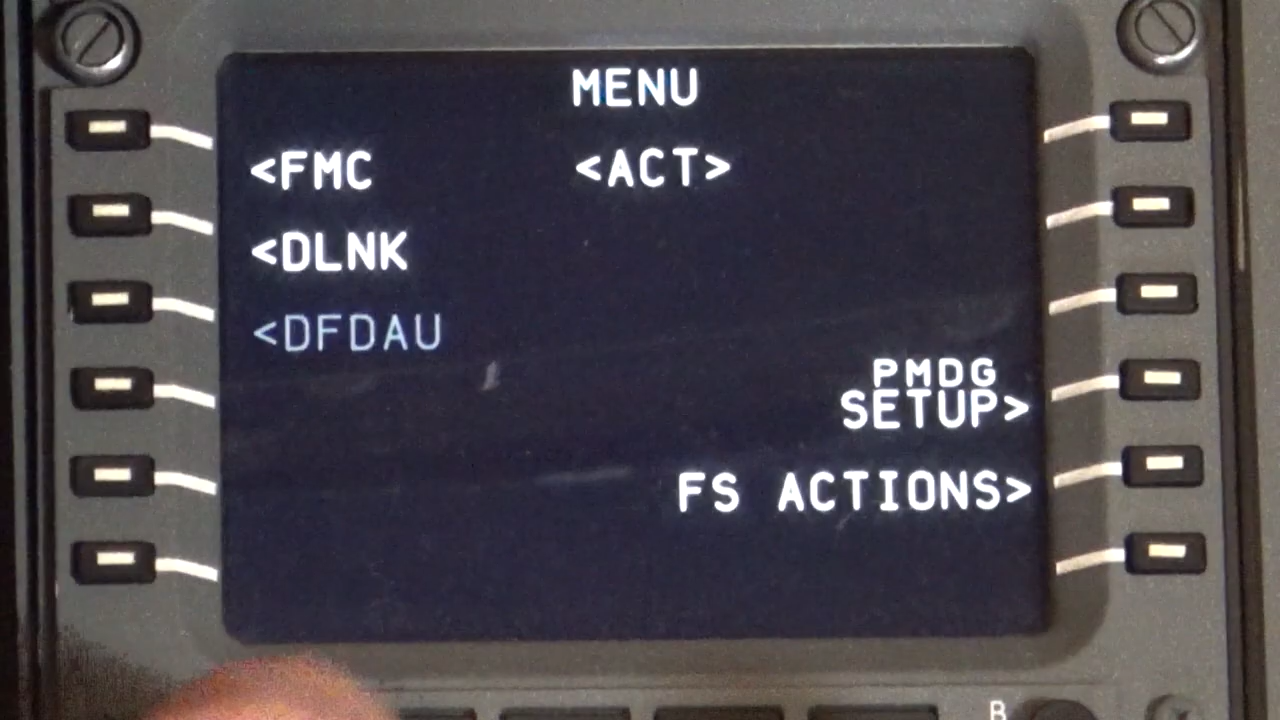 MENU
<FMC <ACT>
<DLNK
<DFDAU
PMDG
SETUP>
FS ACTIONS>
B